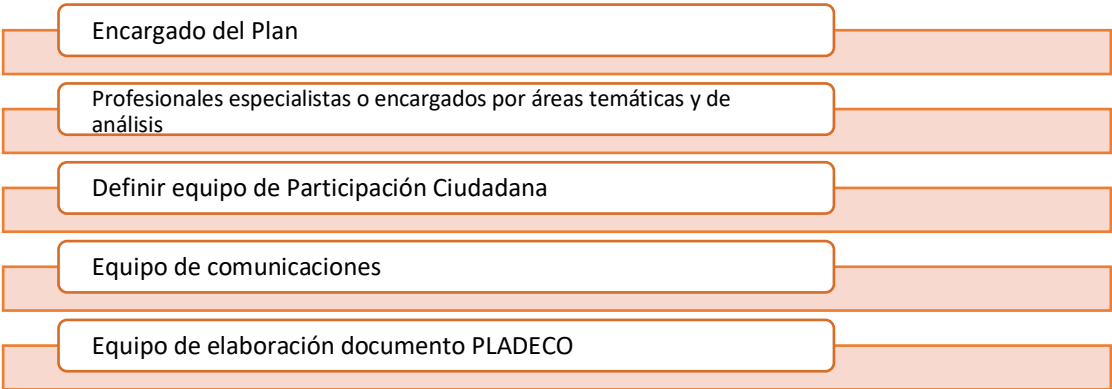 Encargado del Plan
Profesionales especialistas o encargados por áreas temáticas y de
análisis
Definir equipo de Participación Ciudadana
Equipo de comunicaciones
Equipo de elaboración documento PLADECO